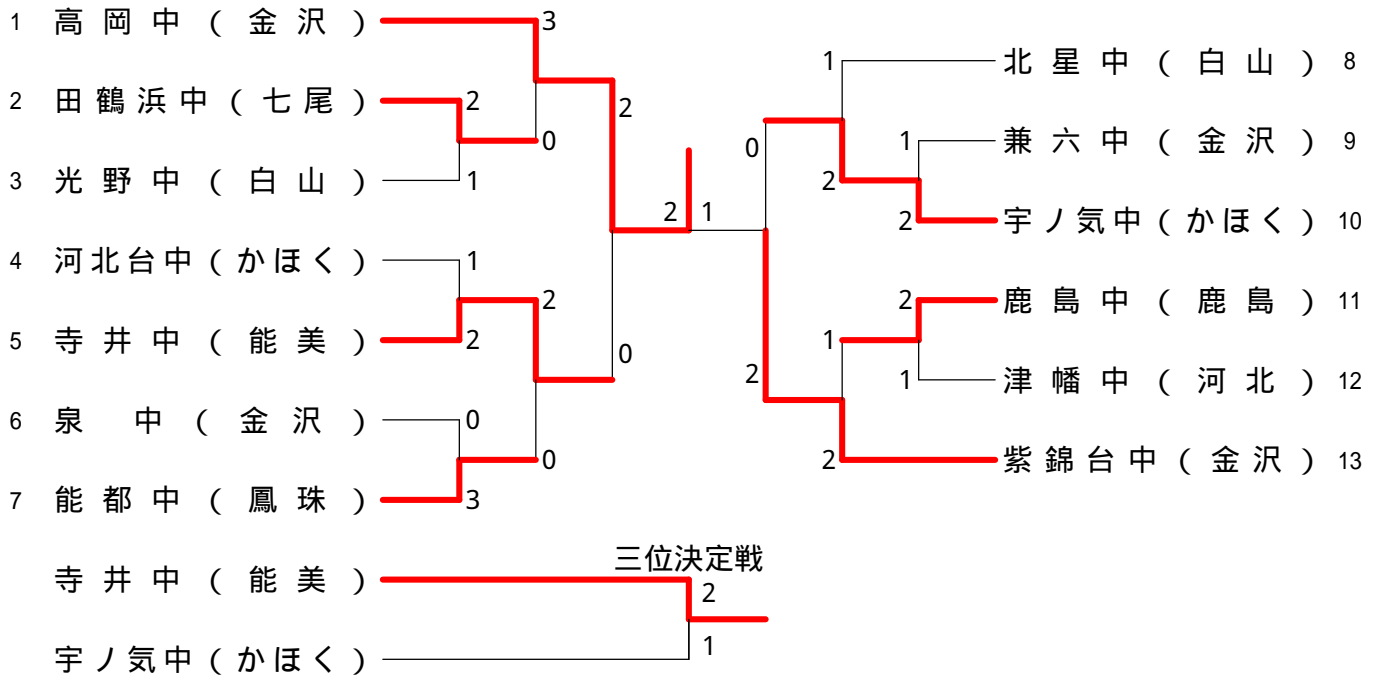 1 高岡中(金沢) 3
北星中(白山) 8
1
2 田鶴浜中(七尾) 2
2
0
兼六中(金沢) 9
1
0
3 光野中(白山) 1
2
宇ノ気中(かほく) 10
2
2 1
4 河北台中(かほく) 1
2
鹿島中(鹿島) 11
2
5 寺井中(能美) 2
1
0
2
津幡中(河北) 12
1
6 泉中(金沢) 0
0
紫錦台中(金沢) 13
2
7 能都中(鳳珠) 3
三位決定戦
寺井中(能美) 2
宇ノ気中(かほく) 1